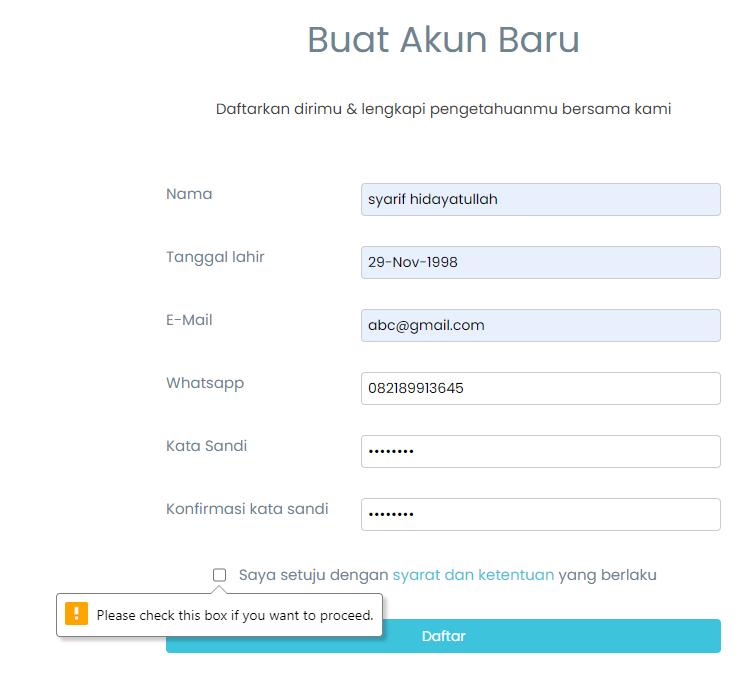 Buat Akun Baru
Daftarkan dirimu & lengkapi pengetahuanmu bersama kami
Nama
syarif hidayatullah
Tanggal lahir
29-Nov-1998
E-Mail
abc@gmail.com
Whatsapp
082189913645
Kata Sandi
••••••••
Konfirmasi kata sandi
••••••••
Saya setuju dengan syarat dan ketentuan yang berlaku
Please check this box if you want to proceed.
Daftar